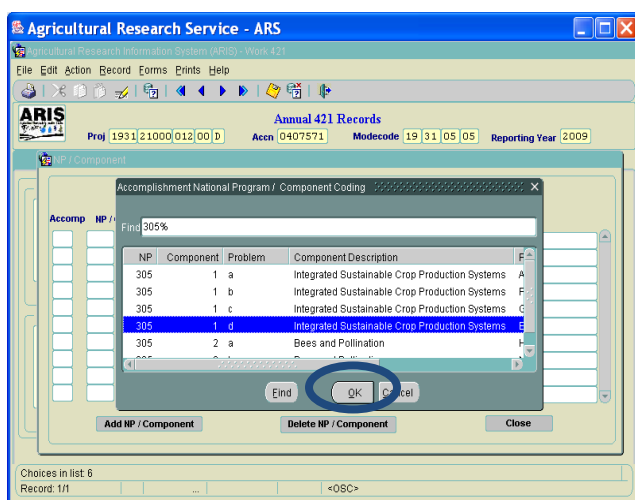 Agricultural Research Service - ARS
Agricultural Research Information System (ARIS) - Work 421
File Edit Action Record Forms Prints Help
ARIS
Annual 421 Records
Proj 1931 21000 012 00 D Accn 0407571 Modecode 19 31 05 05 Reporting Year 2009
NP / Component
Accomplishment National Program / Component Coding
Accomp NP /
Find 305%
NP Component Problem Component Description
305 1 a Integrated Sustainable Crop Production Systems
305 1 b Integrated Sustainable Crop Production Systems
305 1 c Integrated Sustainable Crop Production Systems
305 1 d Integrated Sustainable Crop Production Systems
305 2 a Bees and Pollination
Find OK Cancel
Add NP / Component Delete NP / Component Close
Choices in list: 6
Record: 1/1 ... <OSC>